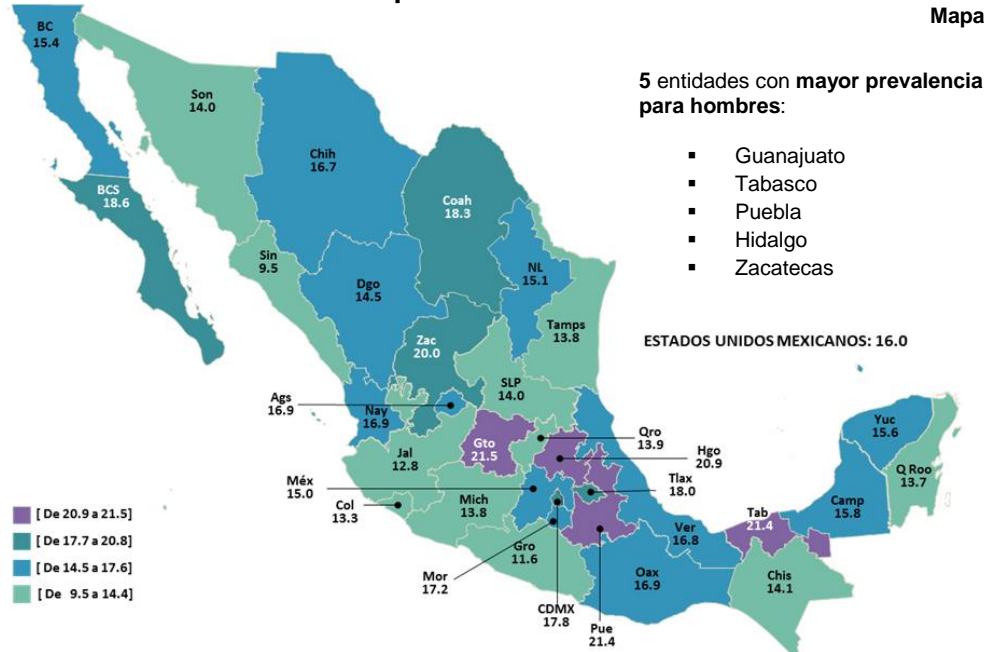 Mapa
5 entidades con mayor prevalencia
para hombres:
▪ Guanajuato
▪ Tabasco
▪ Puebla
▪ Hidalgo
▪ Zacatecas
ESTADOS UNIDOS MEXICANOS: 16.0
BC
15.4
Son
14.0
Chih
16.7
BCS
18.6
Coah
18.3
Sin
9.5
Dgo
14.5
NL
15.1
Tamps
13.8
Zac
20.0
SLP
14.0
Ags
16.9
Nay
16.9
Gto
21.5
Qro
13.9
Hgo
20.9
Jal
12.8
Tlax
18.0
Méx
15.0
Mich
13.8
Col
13.3
Gro
11.6
Mor
17.2
CDMX
17.8
Pue
21.4
Ver
16.8
Oax
16.9
Tab
21.4
Chis
14.1
Camp
15.8
Yuc
15.6
Q Roo
13.7
[ De 20.9 a 21.5]
[ De 17.7 a 20.8]
[ De 14.5 a 17.6]
[ De 9.5 a 14.4]